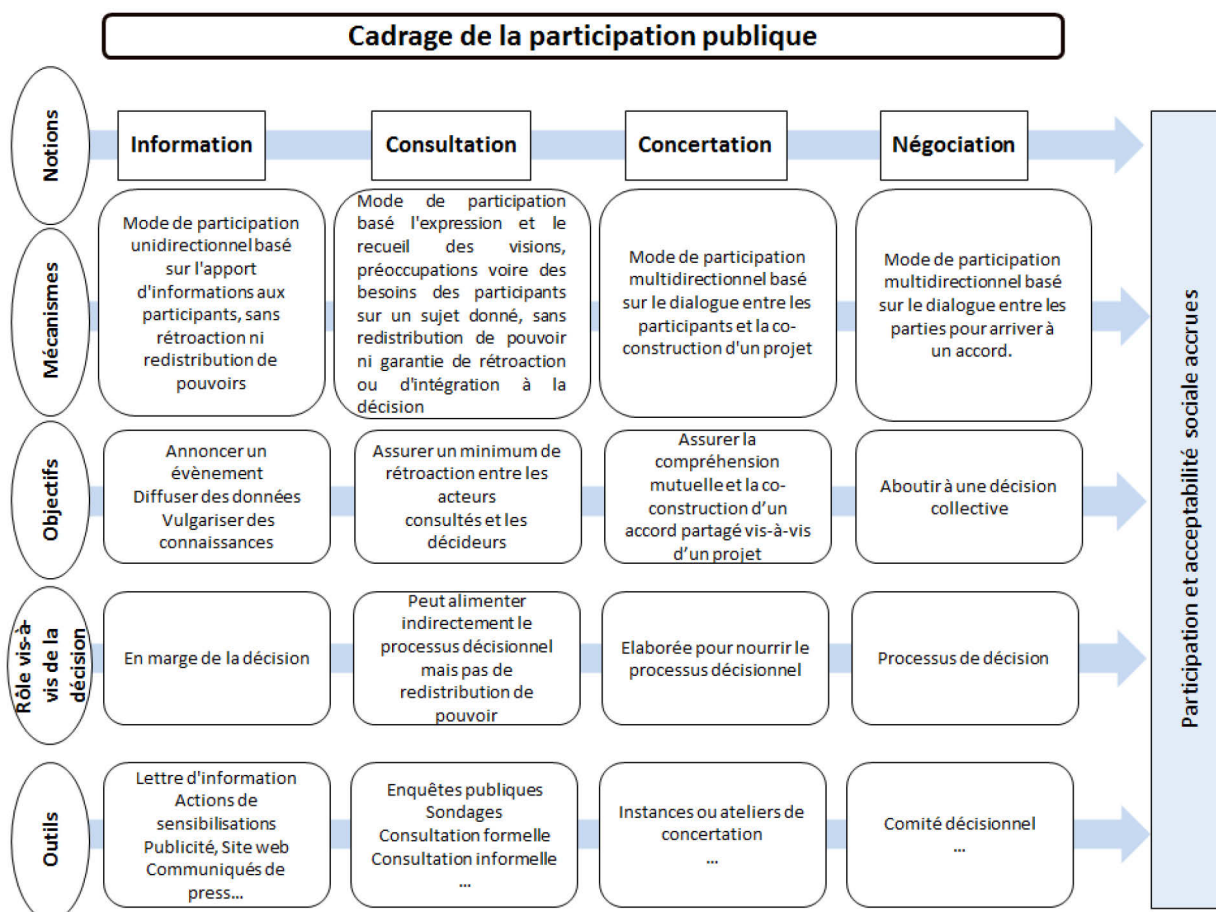 Cadrage de la participation publique
Notions
Information
Consultation
Concertation
Négociation
Mécanismes
Mode de participation
unidirectionnel basé
sur l'apport
d'informations aux
participants, sans
rétroaction ni
redistribution de
pouvoirs
Mode de participation
basé l'expression et le
recueil des visions,
préoccupations voire des
besoins des participants
sur un sujet donné, sans
redistribution de pouvoir
ni garantie de rétroaction
ou d'intégration à la
décision
Mode de participation
multidirectionnel basé
sur le dialogue entre les
participants et la co-
construction d'un projet
Mode de participation
multidirectionnel basé
sur le dialogue entre les
parties pour arriver à
un accord.
Objectifs
Annoncer un
évènement
Diffuser des données
Vulgariser des
connaissances
Assurer un minimum de
rétroaction entre les
acteurs
consultés et les
décideurs
Assurer la
compréhension
mutuelle et la co-
construction d’un
accord partagé vis-à-vis
d’un projet
Aboutir à une décision
collective
Rôle vis-à-
vis de la
décision
En marge de la décision
Peut alimenter
indirectement le
processus décisionnel
mais pas de
redistribution de
pouvoir
Elaborée pour nourrir le
processus décisionnel
Processus de décision
Outils
Lettre d'information
Actions de
sensibilisations
Publicité, Site web
Communiqués de
press...
Enquêtes publiques
Sondages
Consultation formelle
Consultation informelle
...
Instances ou ateliers de
concertation
...
Comité décisionnel
...
Participation et acceptabilité sociale accrues